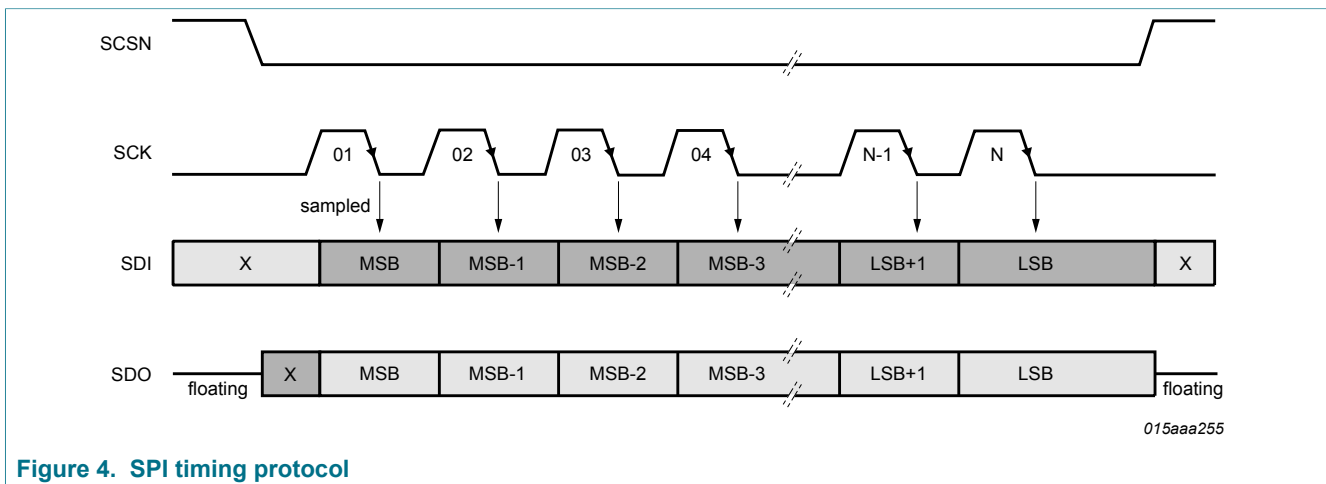 SCSN
SCK
01 02 03 04 N-1 N
sampled
SDI
X MSB MSB-1 MSB-2 MSB-3 LSB+1 LSB X
SDO
floating X MSB MSB-1 MSB-2 MSB-3 LSB+1 LSB floating
015aaa255
Figure 4. SPI timing protocol